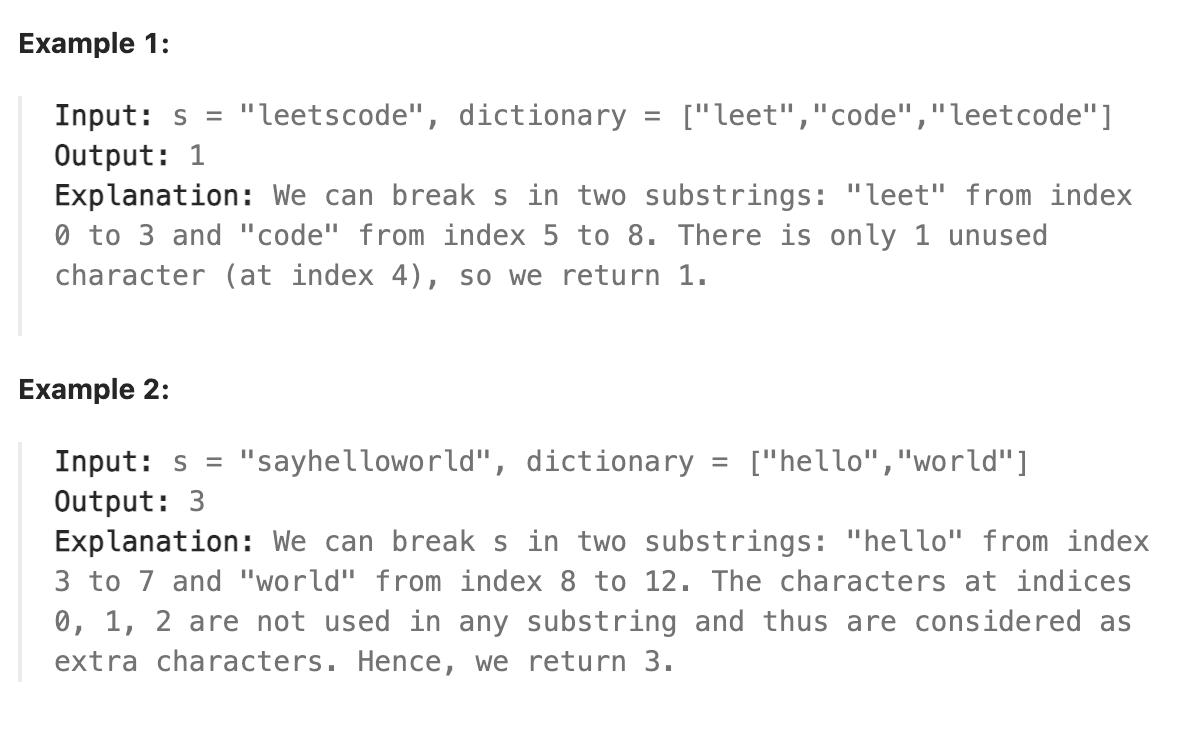 Example 1:
Input: s = "leetscode", dictionary = ["leet","code","leetcode"]
Output: 1
Explanation: We can break s in two substrings: "leet" from index
0 to 3 and "code" from index 5 to 8. There is only 1 unused
character (at index 4), so we return 1.
Example 2:
Input: s = "sayhelloworld", dictionary = ["hello","world"]
Output: 3
Explanation: We can break s in two substrings: "hello" from index
3 to 7 and "world" from index 8 to 12. The characters at indices
0, 1, 2 are not used in any substring and thus are considered as
extra characters. Hence, we return 3.